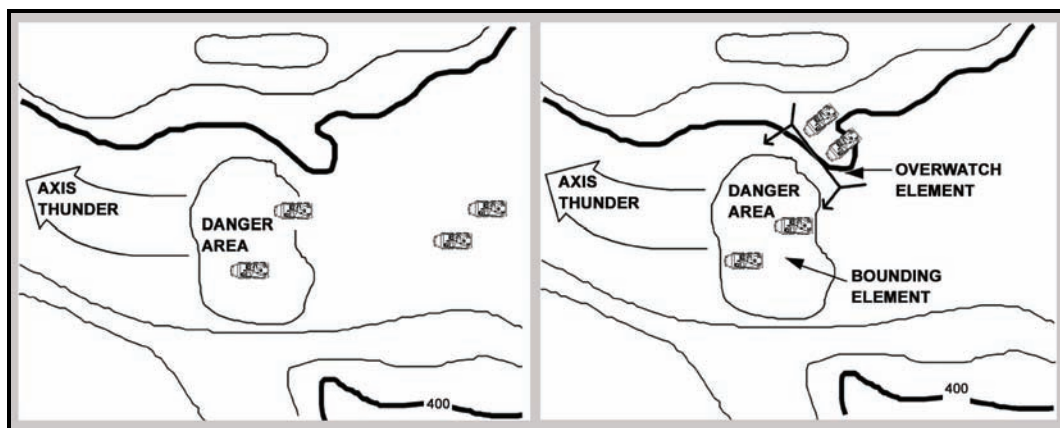 AXIS
THUNDER
DANGER
AREA
400
AXIS
THUNDER
DANGER
AREA
OVERWATCH
ELEMENT
BOUNDING
ELEMENT
400